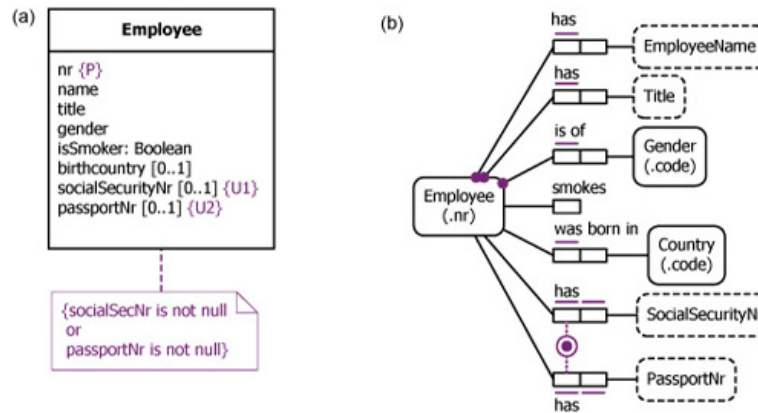 (a)
Employee
nr {P}
name
title
gender
isSmoker: Boolean
birthcountry [0..1]
socialSecurityNr [0..1] {U1}
passportNr [0..1] {U2}
{socialSecNr is not null
or
passportNr is not null}
(b)
has
EmployeeName
has
Title
is of
Gender
(.code)
Employee
(.nr)
smokes
was born in
Country
(.code)
has
SocialSecurityN
PassportNr
has